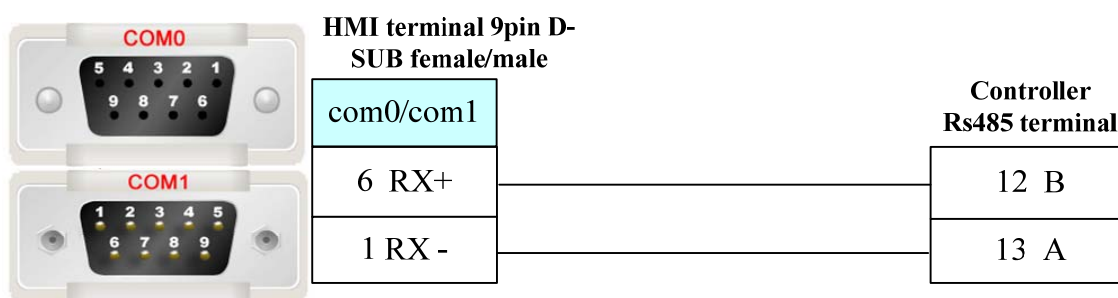 COM0
5 4 3 2 1
9 8 7 6
COM1
1 2 3 4 5
6 7 8 9
HMI terminal 9pin D-
SUB female/male
com0/com1
6 RX+
1 RX -
Controller
Rs485 terminal
12 B
13 A